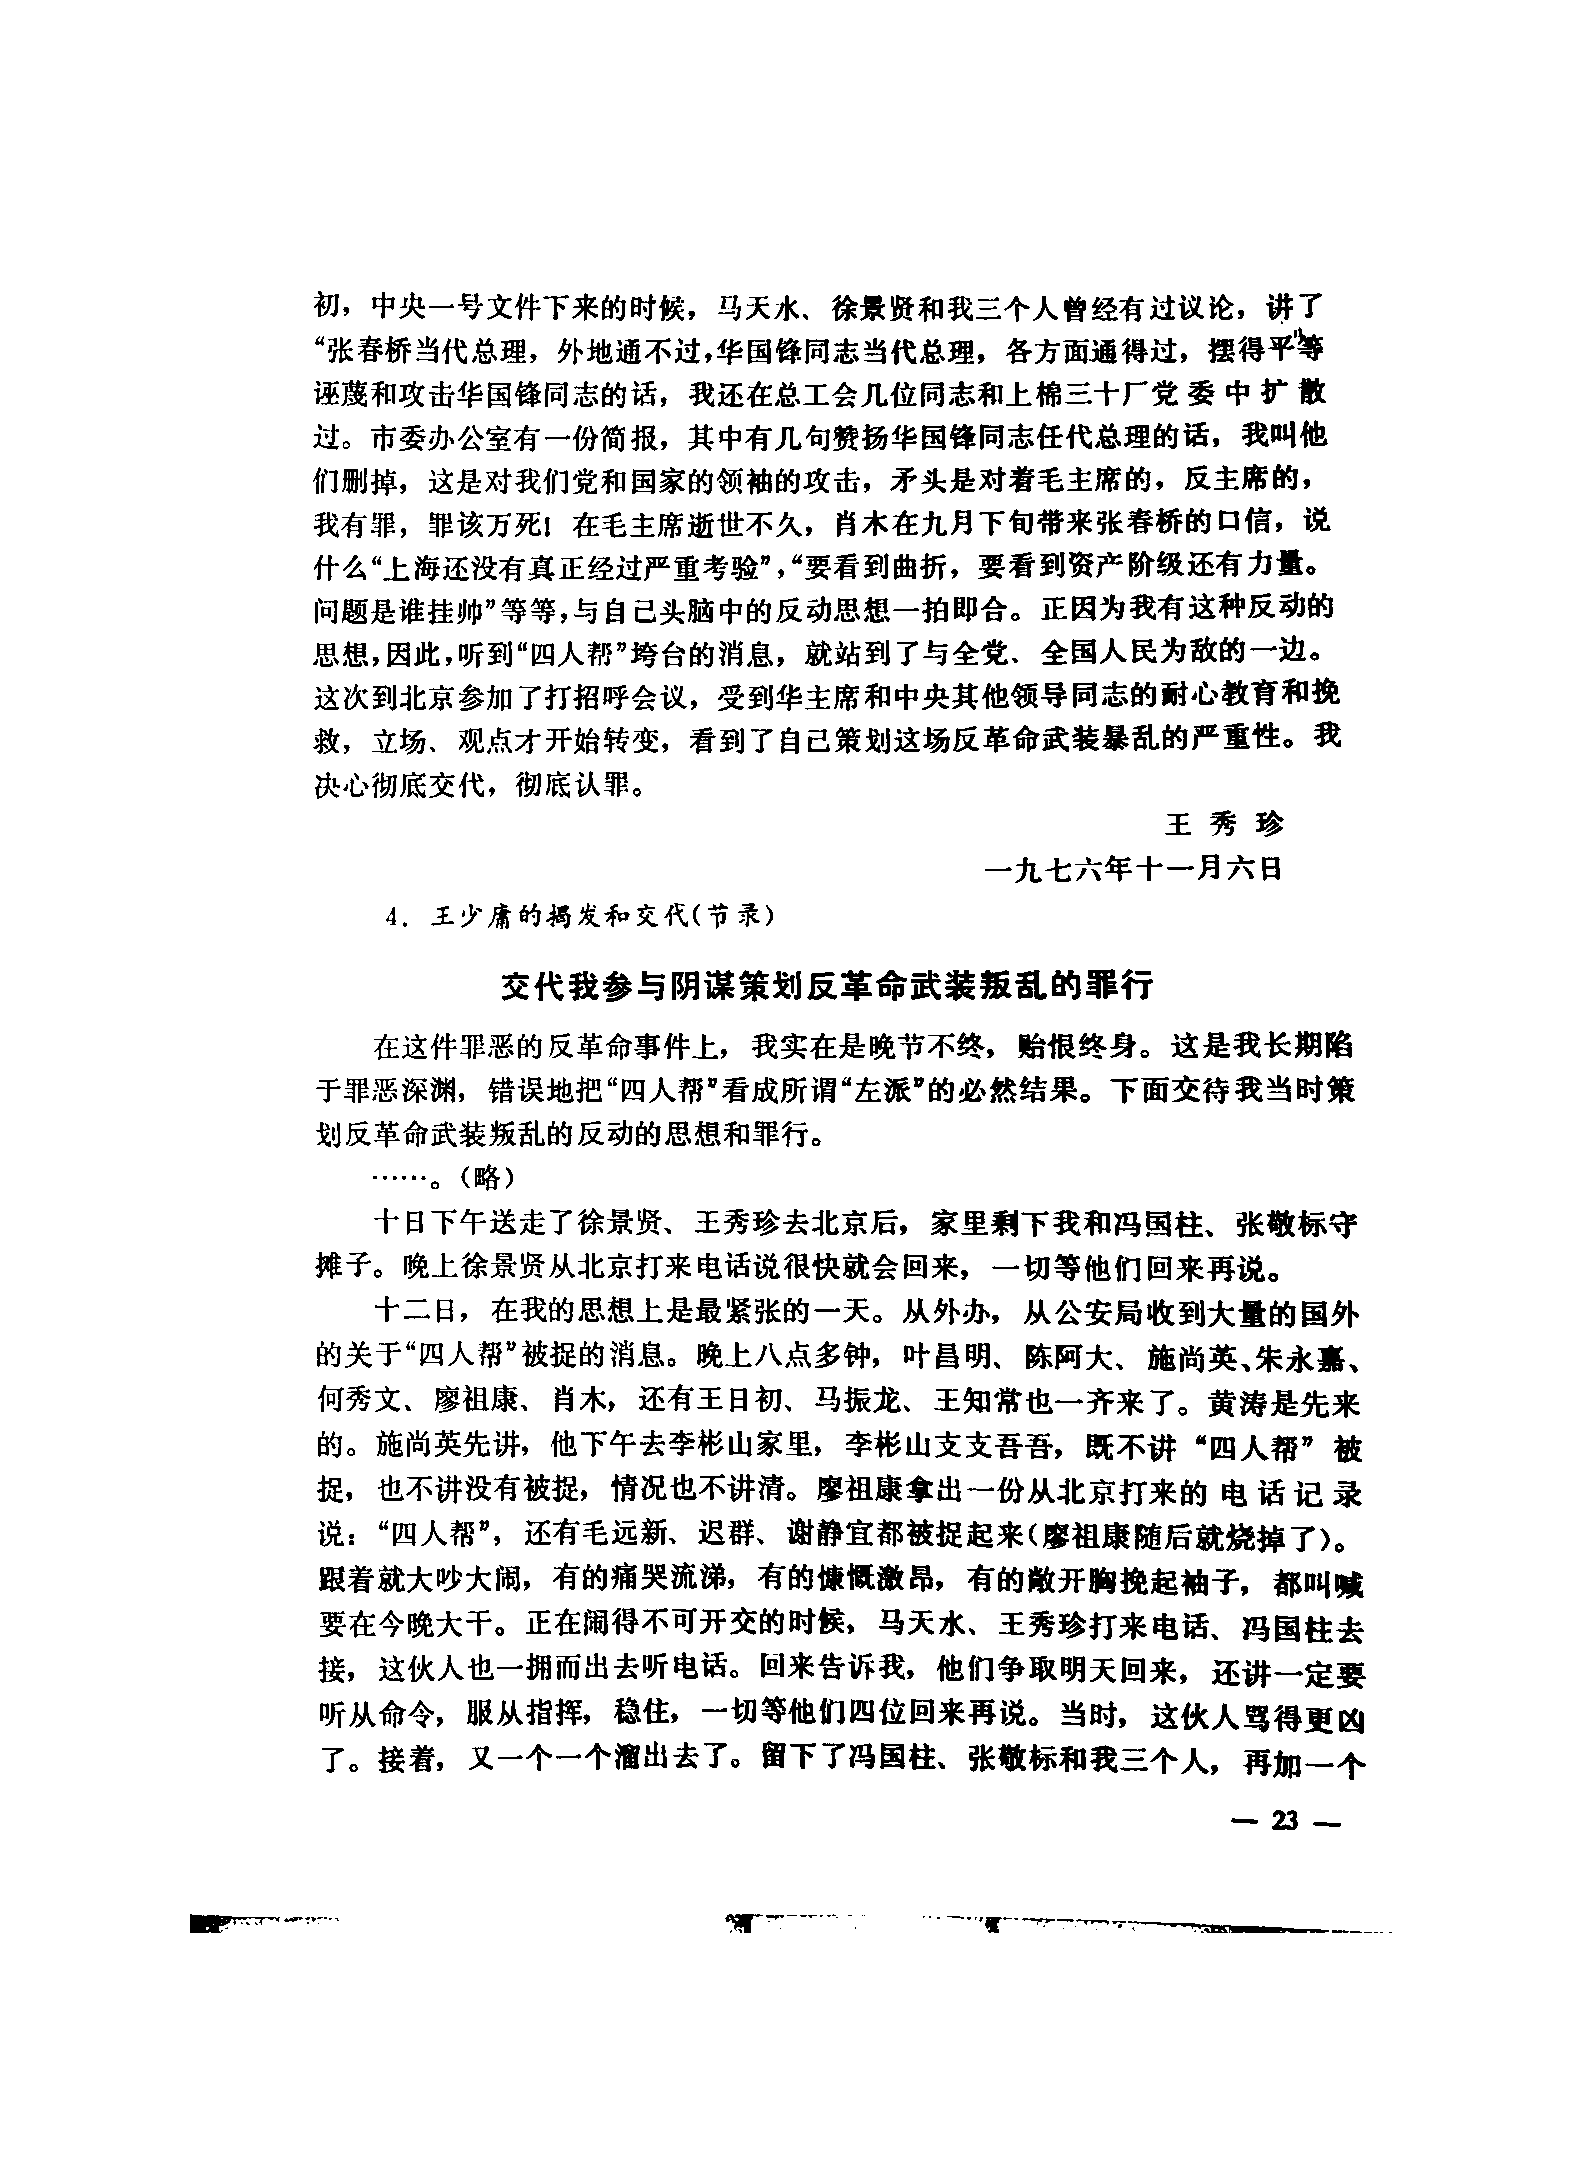 初，中央一号文件下来的时候，马天水、徐景贤和我三个人曾经有过议论，讲了
“张春桥当代总理，外地通不过，华国锋同志当代总理，各方面通得过，摆得平”等
诬蔑和攻击华国锋同志的话，我还在总工会几位同志和上棉三十厂党委中扩散
过。市委办公室有一份简报，其中有几句赞扬华国锋同志任代总理的话，我叫他
们删掉，这是对我们党和国家的领袖的攻击，矛头是对着毛主席的，反主席的，
我有罪，罪该万死！在毛主席逝世不久，肖木在九月下旬带来张春桥的口信，说
什么“上海还没有真正经过严重考验”，“要看到曲折，要看到资产阶级还有力量。
问题是谁挂帅”等等，与自己头脑中的反动思想一拍即合。正因为我有这种反动的
思想，因此，听到“四人帮”垮台的消息，就站到了与全党、全国人民为敌的一边。
这次到北京参加了打招呼会议，受到华主席和中央其他领导同志的耐心教育和挽
救，立场、观点才开始转变，看到了自己策划这场反革命武装暴乱的严重性。我
决心彻底交代，彻底认罪。
王秀珍
一九七六年十一月六日
4．王少庸的揭发和交代（节录）
交代我参与阴谋策划反革命武装叛乱的罪行
在这件罪恶的反革命事件上，我实在是晚节不终，贻恨终身。这是我长期陷
于罪恶深渊，错误地把“四人帮”看成所谓“左派”的必然结果。下面交待我当时策
划反革命武装叛乱的反动的思想和罪行。
……。（略）
十日下午送走了徐景贤、王秀珍去北京后，家里剩下我和冯国柱、张敬标守
摊子。晚上徐景贤从北京打来电话说很快就会回来，一切等他们回来再说。
十二日，在我的思想上是最紧张的一天。从外办，从公安局收到大量的国外
的关于“四人帮”被捉的消息。晚上八点多钟，叶昌明、陈阿大、施尚英、朱永嘉、
何秀文、廖祖康、肖木，还有王日初、马振龙、王知常也一齐来了。黄涛是先来
的。施尚英先讲，他下午去李彬山家里，李彬山支支吾吾，既不讲“四人帮”被
捉，也不讲没有被捉，情况也不讲清。廖祖康拿出一份从北京打来的电话记录
说：“四人帮”，还有毛远新、迟群、谢静宜都被捉起来（廖祖康随后就烧掉了）。
跟着就大吵大闹，有的痛哭流涕，有的慷慨激昂，有的敞开胸挽起袖子，都叫喊
要在今晚大干。正在闹得不可开交的时候，马天水、王秀珍打来电话、冯国柱去
接，这伙人也一拥而出去听电话。回来告诉我，他们争取明天回来，还讲一定要
听从命令，服从指挥，稳住，一切等他们四位回来再说。当时，这伙人骂得更凶
了。接着，又一个一个溜出去了。留下了冯国柱、张敬标和我三个人，再加一个
— 23 —